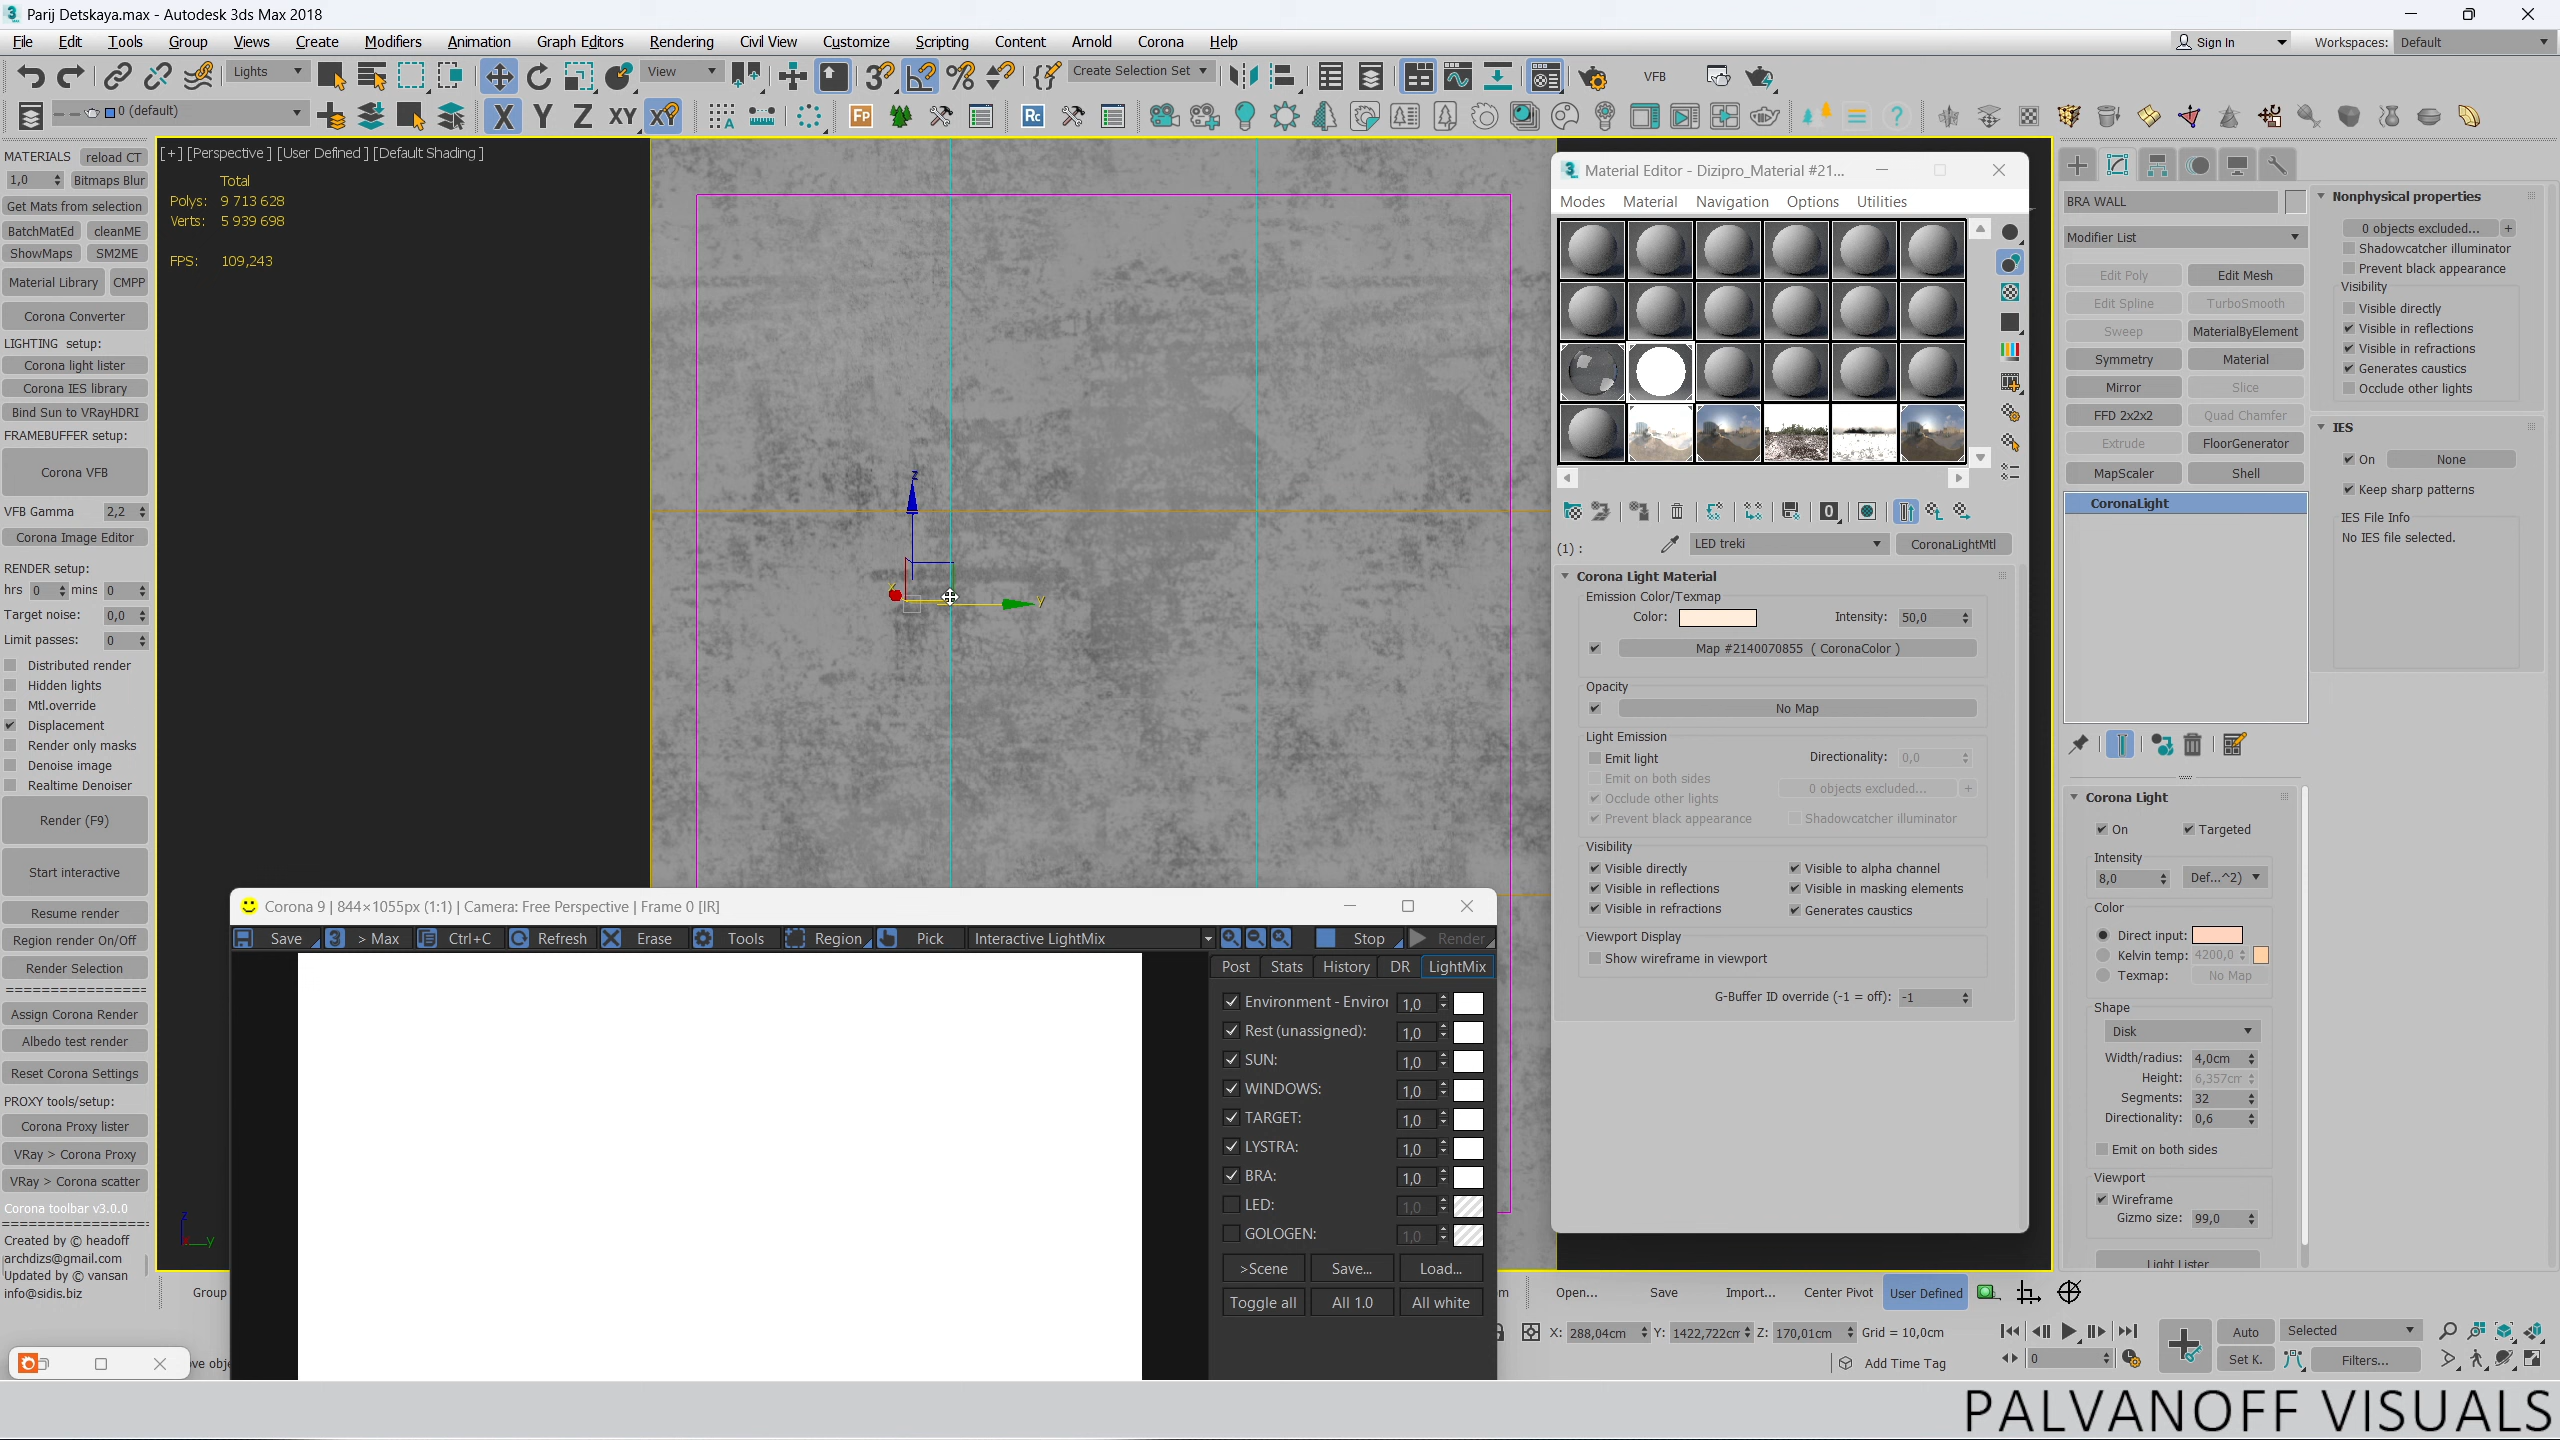 Parij Detskaya.max - Autodesk 3ds Max 2018
File Edit Tools Group Views Create Modifiers Animation Graph Editors Rendering Civil View Customize Scripting Content Arnold Corona Help
Sign In Workspaces: Default
Lights View Create Selection Set VFB
0 (default) X Y Z XY XY
MATERIALS reload CT
1,0 Bitmaps Blur
Get Mats from selection
BatchMatEd cleanME
ShowMaps SM2ME
Material Library CMPP
Corona Converter
LIGHTING setup:
Corona light lister
Corona IES library
Bind Sun to VRayHDRI
FRAMEBUFFER setup:
Corona VFB
VFB Gamma 2,2
Corona Image Editor
RENDER setup:
hrs 0 mins 0
Target noise: 0,0
Limit passes: 0
Distributed render
Hidden lights
Mtl.override
Displacement
Render only masks
Denoise image
Realtime Denoiser
Render (F9)
Start interactive
Resume render
Region render On/Off
Render Selection
================
Assign Corona Render
Albedo test render
Reset Corona Settings
PROXY tools/setup:
Corona Proxy lister
VRay > Corona Proxy
VRay > Corona scatter
Corona toolbar v3.0.0
================
Created by © headoff
archdizs@gmail.com
Updated by © vansan
info@sidis.biz
[+] [Perspective ] [User Defined ] [Default Shading ]
Total
Polys: 9 713 628
Verts: 5 939 698
FPS: 109,243
z
x
y
z
y
Material Editor - Dizipro_Material #21...
Modes Material Navigation Options Utilities
(1) : LED treki CoronaLightMtl
Corona Light Material
Emission Color/Texmap
Color: Intensity: 50,0
Map #2140070855 ( CoronaColor )
Opacity
No Map
Light Emission
Emit light Directionality: 0,0
Emit on both sides 0 objects excluded... +
Occlude other lights
Prevent black appearance Shadowcatcher illuminator
Visibility
Visible directly Visible to alpha channel
Visible in reflections Visible in masking elements
Visible in refractions Generates caustics
Viewport Display
Show wireframe in viewport
G-Buffer ID override (-1 = off): -1
Corona 9 | 844×1055px (1:1) | Camera: Free Perspective | Frame 0 [IR]
Save > Max Ctrl+C Refresh Erase Tools Region Pick Interactive LightMix Stop Render
Post Stats History DR LightMix
Environment - Enviror 1,0
Rest (unassigned): 1,0
SUN: 1,0
WINDOWS: 1,0
TARGET: 1,0
LYSTRA: 1,0
BRA: 1,0
LED: 1,0
GOLOGEN: 1,0
>Scene Save... Load...
Toggle all All 1.0 All white
BRA WALL
Modifier List
Edit Poly Edit Mesh
Edit Spline TurboSmooth
Sweep MaterialByElement
Symmetry Material
Mirror Slice
FFD 2x2x2 Quad Chamfer
Extrude FloorGenerator
MapScaler Shell
CoronaLight
Corona Light
On Targeted
Intensity
8,0 Def...^2)
Color
Direct input:
Kelvin temp: 4200,0
Texmap: No Map
Shape
Disk
Width/radius: 4,0cm
Height: 6,357cm
Segments: 32
Directionality: 0,6
Emit on both sides
Viewport
Wireframe
Gizmo size: 99,0
Light Lister
Nonphysical properties
0 objects excluded... +
Shadowcatcher illuminator
Prevent black appearance
Visibility
Visible directly
Visible in reflections
Visible in refractions
Generates caustics
Occlude other lights
IES
On None
Keep sharp patterns
IES File Info
No IES file selected.
Group Open... Save Import... Center Pivot User Defined
X: 288,04cm Y: 1422,722cm Z: 170,01cm Grid = 10,0cm
Add Time Tag
Auto Selected
0 Set K. Filters...
PALVANOFF VISUALS